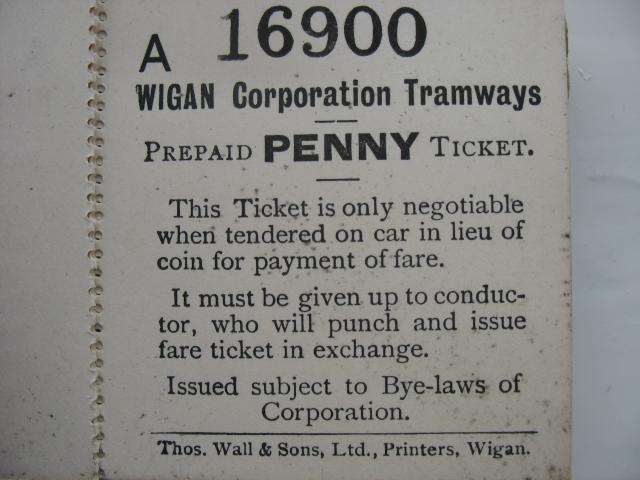 A 16900
WIGAN Corporation Tramways
PREPAID PENNY TICKET.
This Ticket is only negotiable
when tendered on car in lieu of
coin for payment of fare.
It must be given up to conduc-
tor, who will punch and issue
fare ticket in exchange.
Issued subject to Bye-laws of
Corporation.
Thos. Wall & Sons, Ltd., Printers, Wigan.